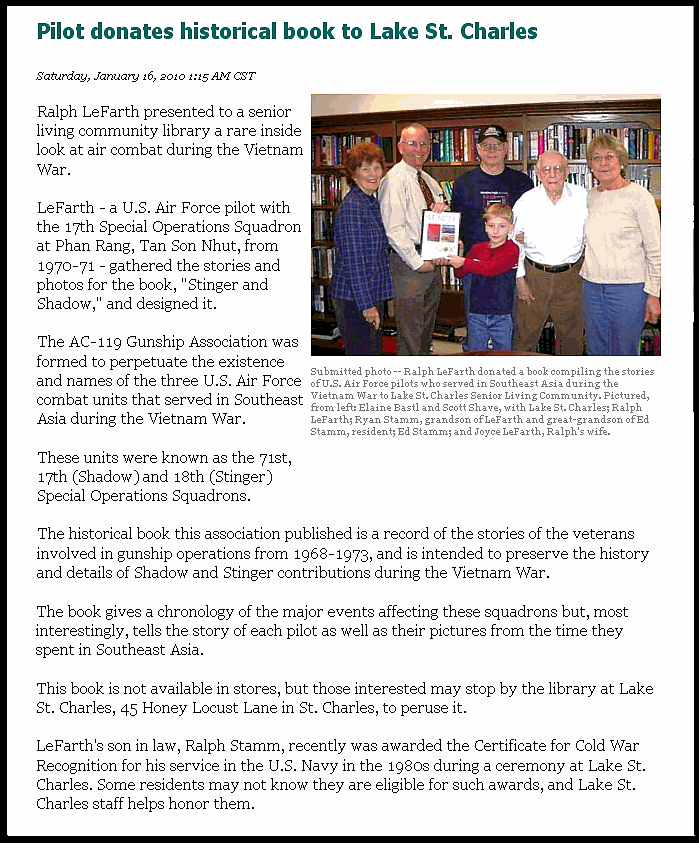 Pilot donates historical book to Lake St. Charles
Saturday, January 16, 2010 1:15 AM CST
Ralph LeFarth presented to a senior
living community library a rare inside
look at air combat during the Vietnam
War.
LeFarth - a U.S. Air Force pilot with
the 17th Special Operations Squadron
at Phan Rang, Tan Son Nhut, from
1970-71 - gathered the stories and
photos for the book, "Stinger and
Shadow," and designed it.
The AC-119 Gunship Association was
formed to perpetuate the existence
and names of the three U.S. Air Force
combat units that served in Southeast
Asia during the Vietnam War.
These units were known as the 71st,
17th (Shadow) and 18th (Stinger)
Special Operations Squadrons.
Submitted photo -- Ralph LeFarth donated a book compiling the stories
of U.S. Air Force pilots who served in Southeast Asia during the
Vietnam War to Lake St. Charles Senior Living Community. Pictured,
from left: Elaine Bastl and Scott Shave, with Lake St. Charles; Ralph
LeFarth; Ryan Stamm, grandson of LeFarth and great-grandson of Ed
Stamm, resident; Ed Stamm; and Joyce LeFarth, Ralph's wife.
The historical book this association published is a record of the stories of the veterans
involved in gunship operations from 1968-1973, and is intended to preserve the history
and details of Shadow and Stinger contributions during the Vietnam War.
The book gives a chronology of the major events affecting these squadrons but, most
interestingly, tells the story of each pilot as well as their pictures from the time they
spent in Southeast Asia.
This book is not available in stores, but those interested may stop by the library at Lake
St. Charles, 45 Honey Locust Lane in St. Charles, to peruse it.
LeFarth's son in law, Ralph Stamm, recently was awarded the Certificate for Cold War
Recognition for his service in the U.S. Navy in the 1980s during a ceremony at Lake St.
Charles. Some residents may not know they are eligible for such awards, and Lake St.
Charles staff helps honor them.